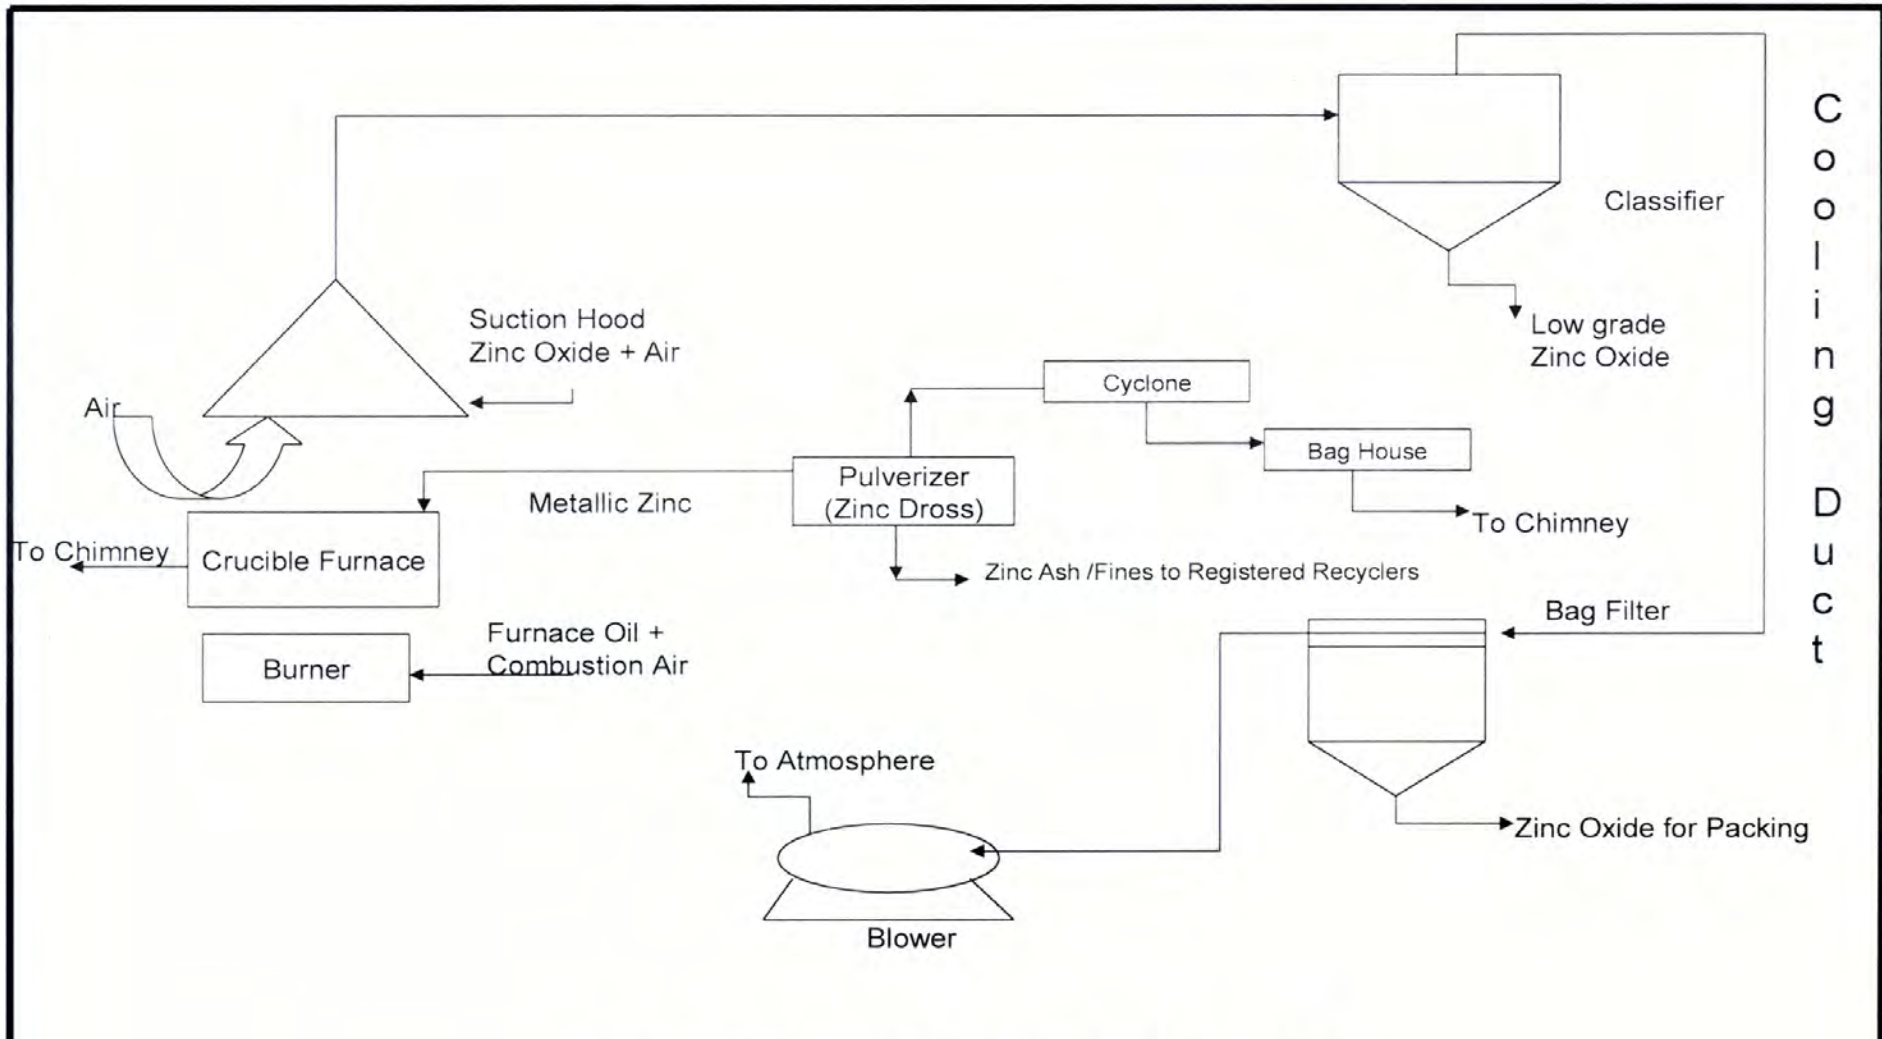 Cooling Duct
Classifier
Low grade
Zinc Oxide
Suction Hood
Zinc Oxide + Air
Air
Cyclone
Bag House
To Chimney
Pulverizer
(Zinc Dross)
Metallic Zinc
Zinc Ash /Fines to Registered Recyclers
To Chimney
Crucible Furnace
Furnace Oil +
Combustion Air
Burner
Bag Filter
To Atmosphere
Zinc Oxide for Packing
Blower